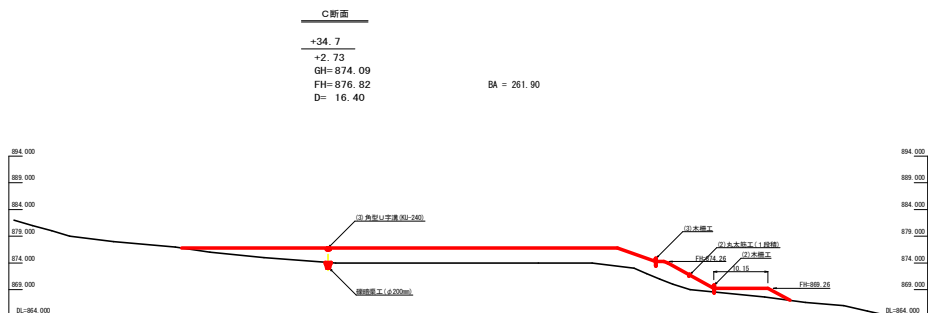 C断面
+34.7
+2.73
GH=874.09
FH=876.82
D= 16.40
BA = 261.90
894.000
889.000
884.000
879.000
874.000
869.000
DL=864.000
(3)角型U字溝(KU-240)
礫暗渠工(φ200mm)
(3)木柵工
FH=874.26
(2)丸太筋工(1段積)
(2)木柵工
10.15
FH=869.26
894.000
889.000
884.000
879.000
874.000
869.000
DL=864.000